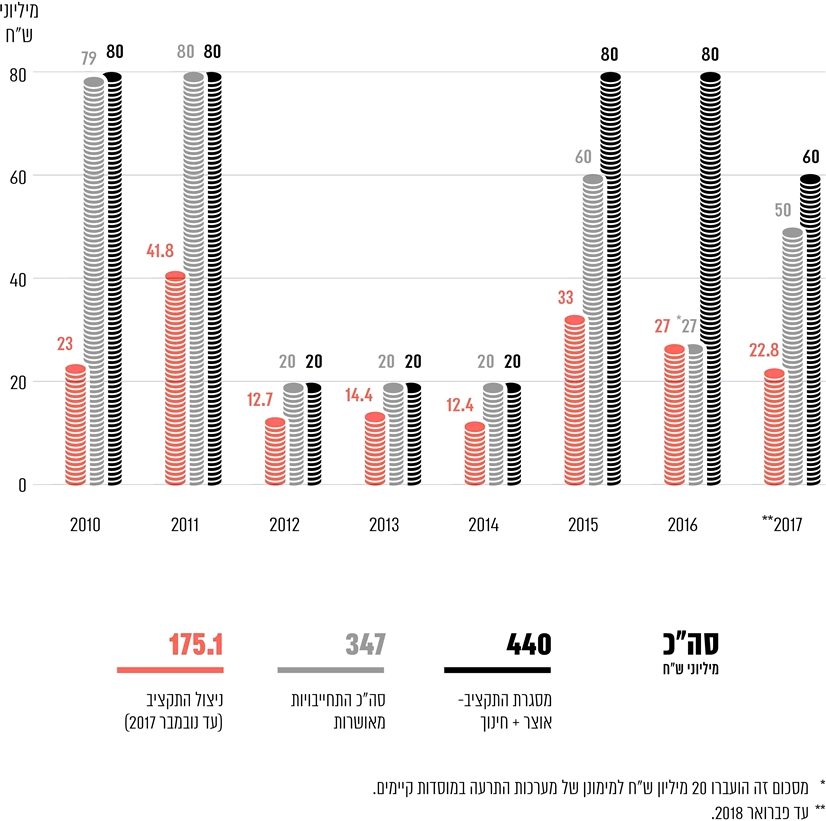 מיליוני
ש"ח
79 80 80 80 80 80
80
60 60
60
50
41.8
40
33
23 27 *27 22.8
20 20 20 20 20 20
20
12.7 14.4 12.4
0
2010 2011 2012 2013 2014 2015 2016 **2017
סה"כ
מיליוני ש"ח
440
מסגרת התקציב-
אוצר + חינוך
347
סה"כ התחייבויות
מאושרות
175.1
ניצול התקציב
(עד נובמבר 2017)
* מסכום זה הועברו 20 מיליון ש"ח למימונן של מערכות התרעה במוסדות קיימים.
** עד פברואר 2018.